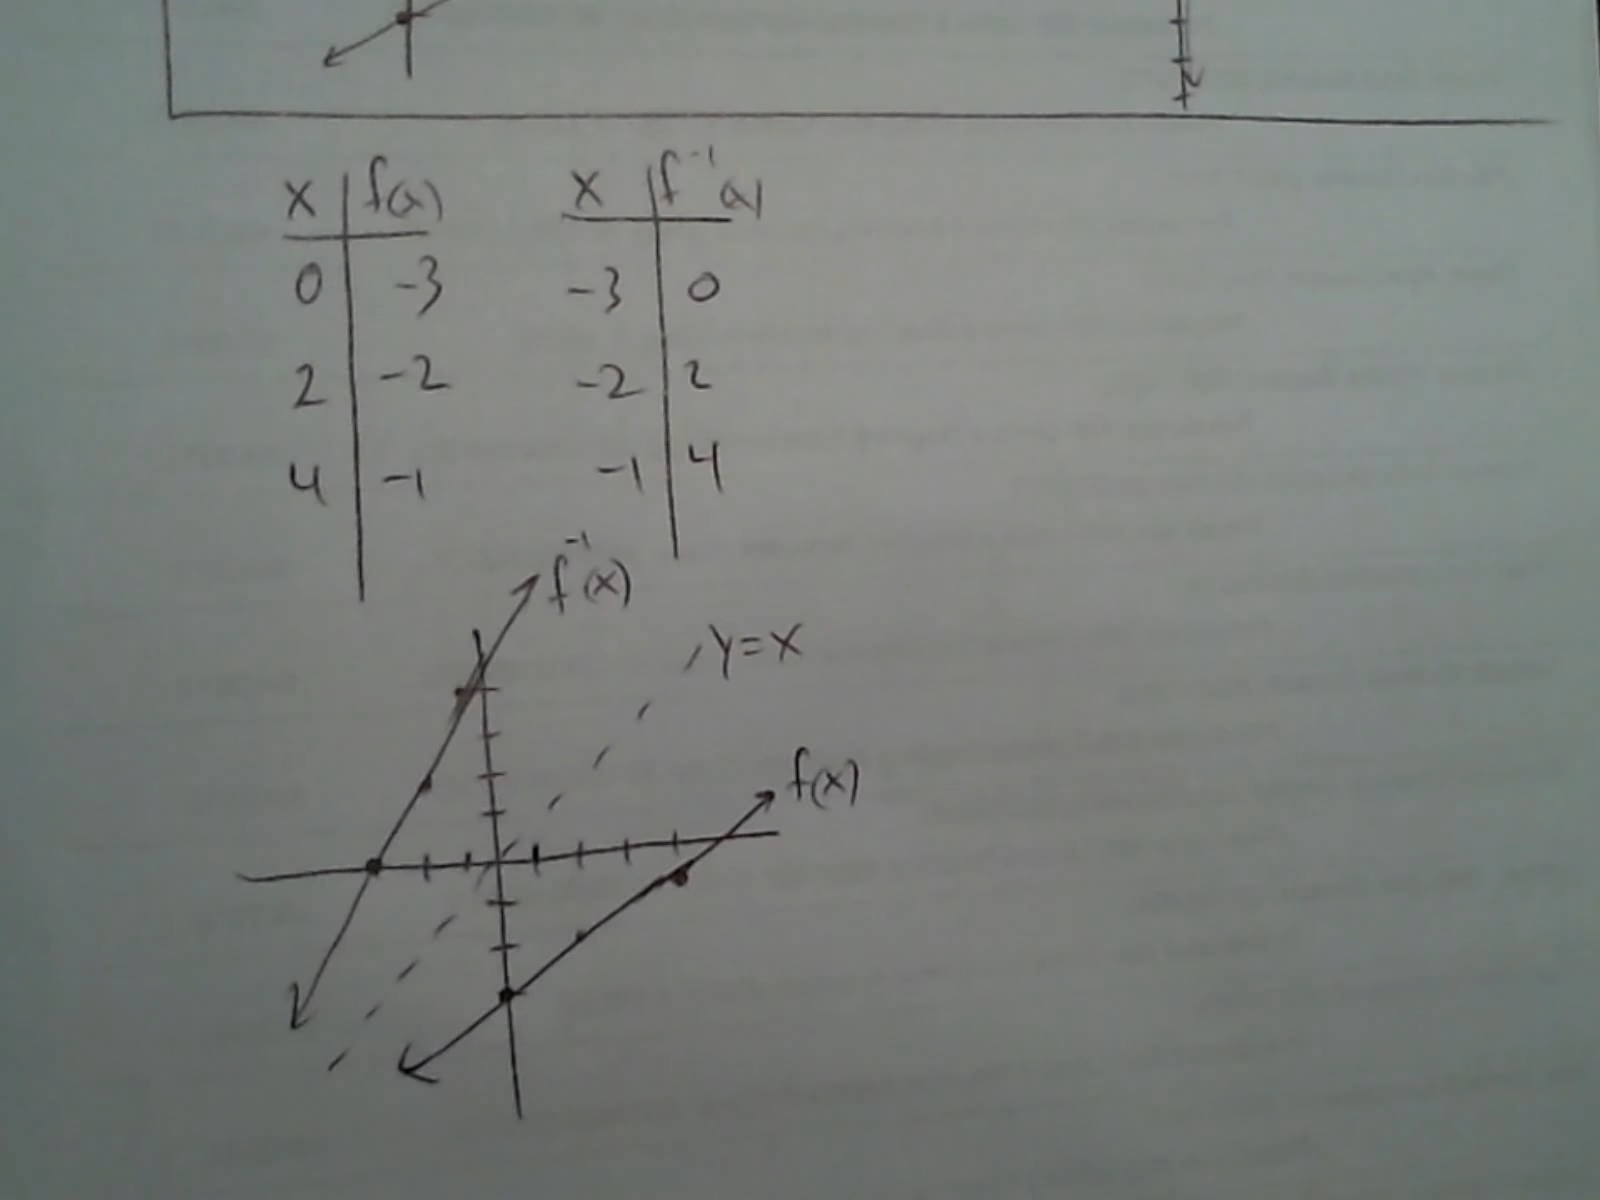 x f(x) x f⁻¹(x)
0 -3 -3 0
2 -2 -2 2
4 -1 -1 4
f⁻¹(x)
y=x
f(x)